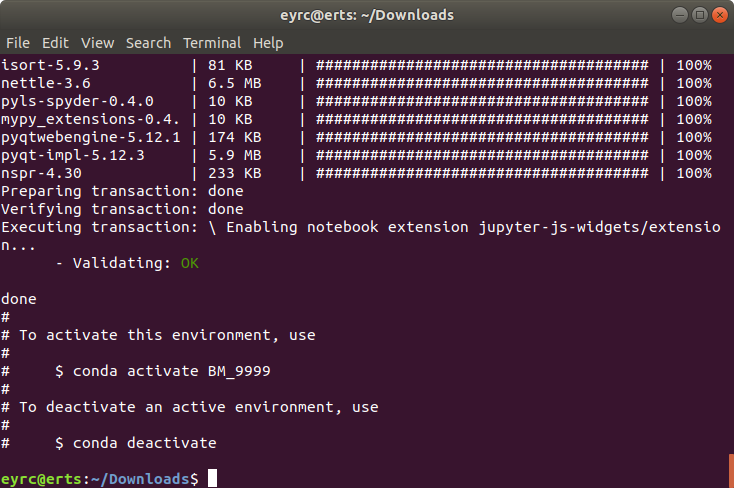 eyrc@erts: ~/Downloads
File Edit View Search Terminal Help
isort-5.9.3          | 81 KB     | ##################################### | 100%
nettle-3.6           | 6.5 MB    | ##################################### | 100%
pyls-spyder-0.4.0    | 10 KB     | ##################################### | 100%
mypy_extensions-0.4. | 10 KB     | ##################################### | 100%
pyqtwebengine-5.12.1 | 174 KB    | ##################################### | 100%
pyqt-impl-5.12.3     | 5.9 MB    | ##################################### | 100%
nspr-4.30            | 233 KB    | ##################################### | 100%
Preparing transaction: done
Verifying transaction: done
Executing transaction: \ Enabling notebook extension jupyter-js-widgets/extensio
n...
      - Validating: OK
done
#
# To activate this environment, use
#
#     $ conda activate BM_9999
#
# To deactivate an active environment, use
#
#     $ conda deactivate
eyrc@erts:~/Downloads$